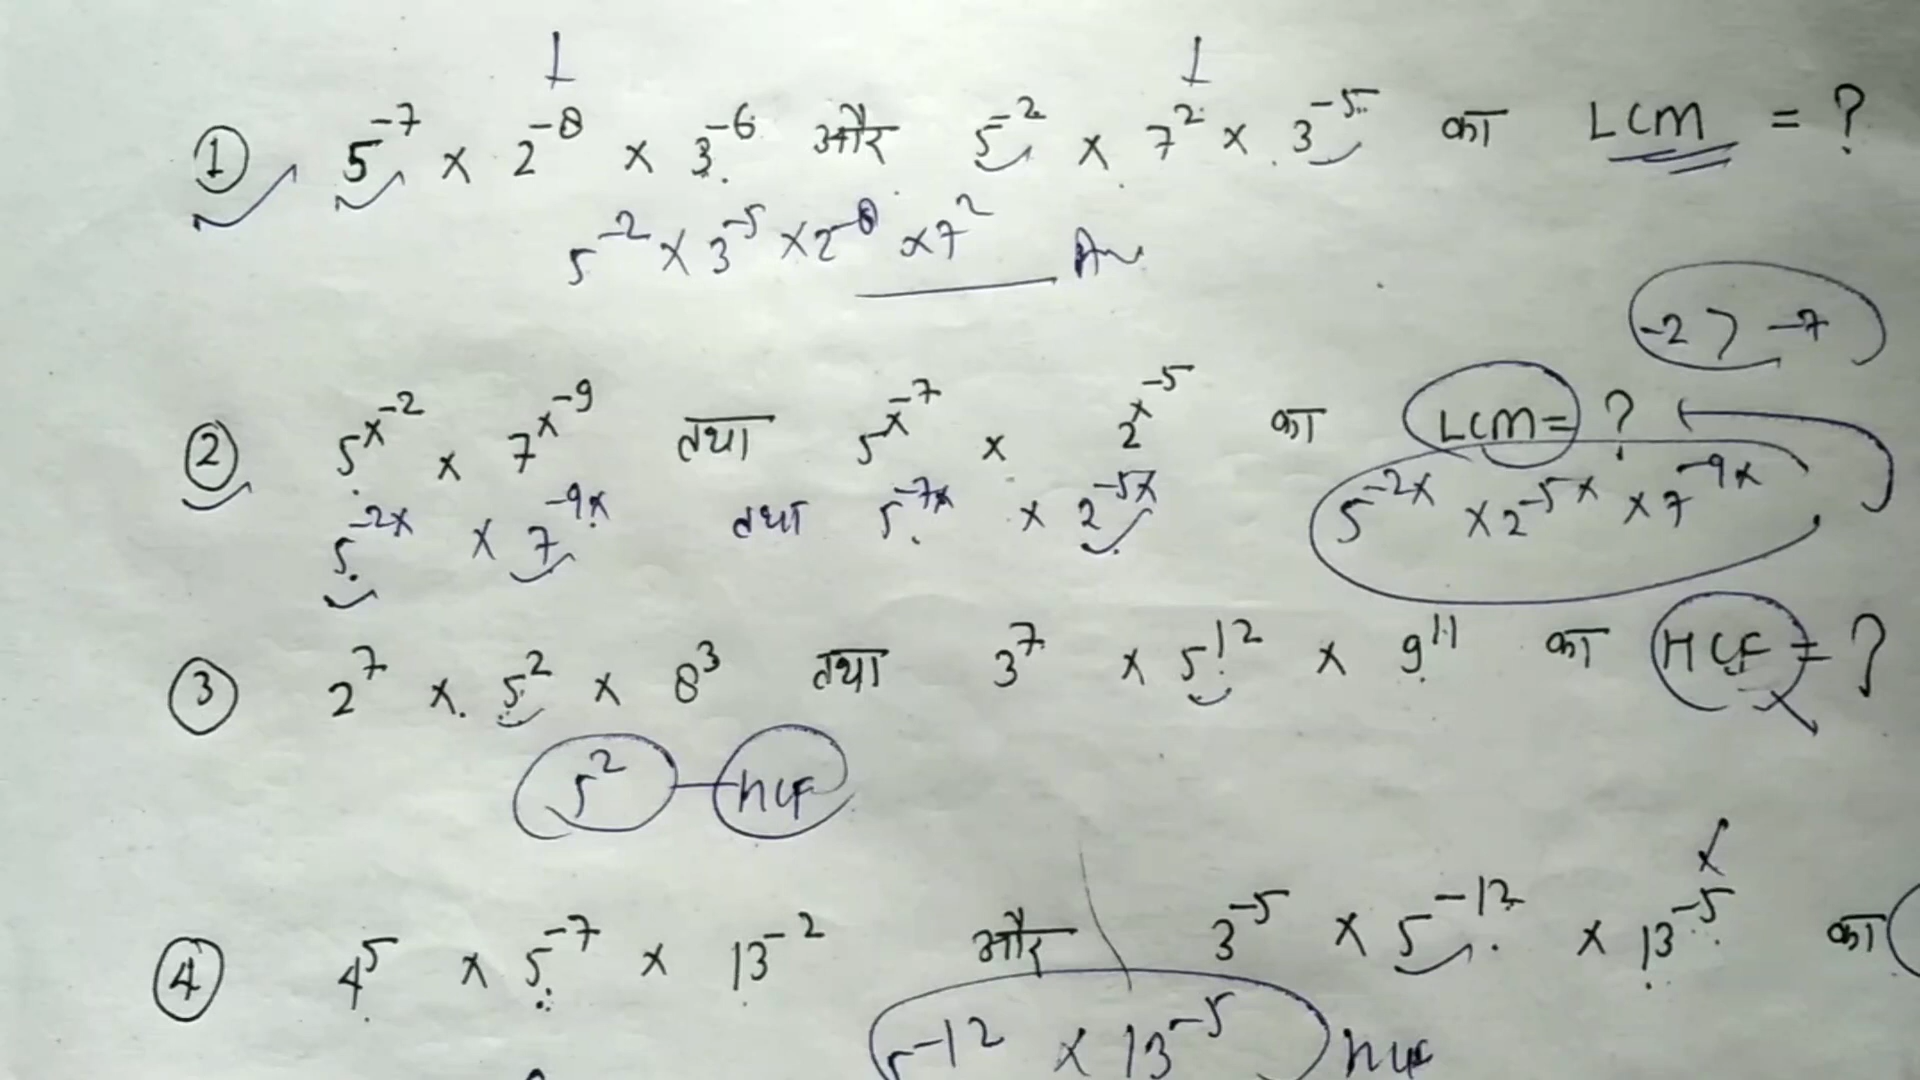 ① 5⁻⁷ × 2⁻⁸ × 3⁻⁶ और 5⁻² × 7² × 3⁻⁵ का LCM = ?
5⁻² × 3⁻⁵ × 2⁻⁸ × 7² An
-2 > -7
② 5^x^-2 × 7^x^-9 तथा 5^x^-7 × 2^x^-5 का LCM = ?
5^-2x × 7^-9x तथा 5^-7x × 2^-5x 5^-2x × 2^-5x × 7^-9x
③ 2⁷ × 5² × 8³ तथा 3⁷ × 5¹² × 9¹¹ का HCF = ?
5² — HCF
④ 4⁵ × 5⁻⁷ × 13⁻² और 3⁻⁵ × 5⁻¹² × 13⁻⁵ का
5⁻¹² × 13⁻⁵ HCF